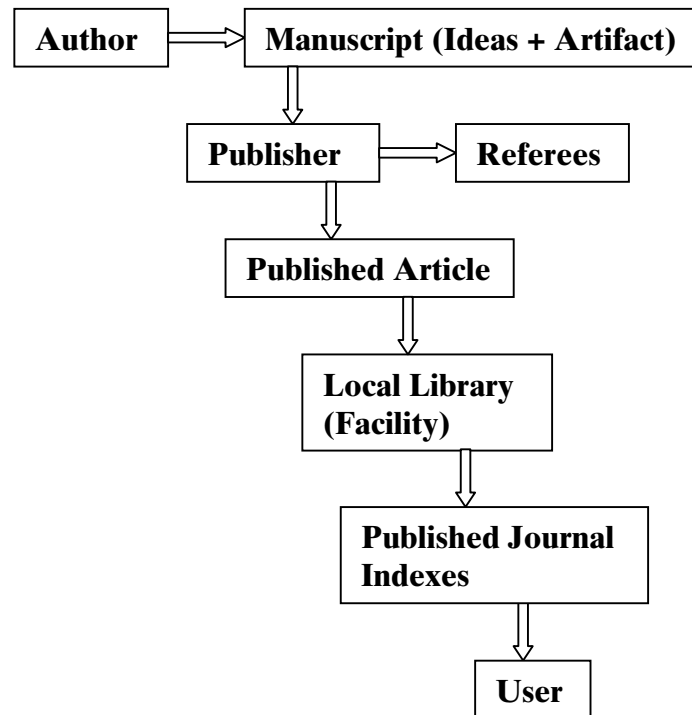 Author
Manuscript (Ideas + Artifact)
Publisher
Referees
Published Article
Local Library
(Facility)
Published Journal
Indexes
User